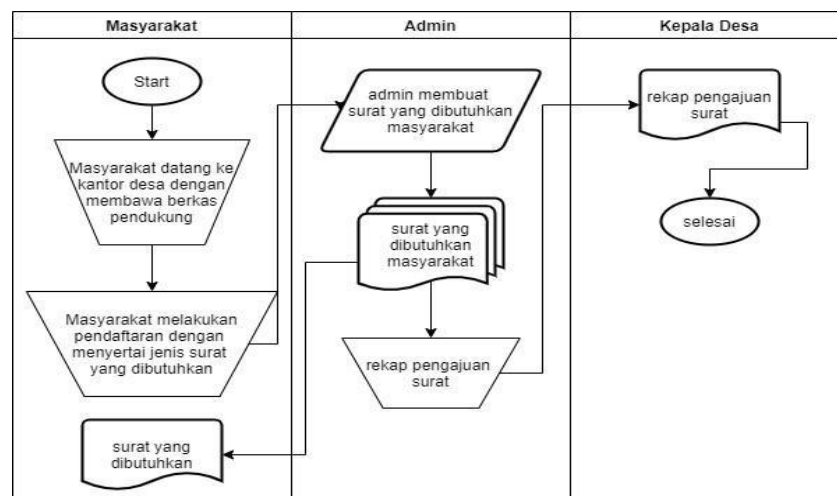 Masyarakat
Admin
Kepala Desa
Start
Masyarakat datang ke
kantor desa dengan
membawa berkas
pendukung
Masyarakat melakukan
pendaftaran dengan
menyertai jenis surat
yang dibutuhkan
surat yang
dibutuhkan
admin membuat
surat yang dibutuhkan
masyarakat
surat yang
dibutuhkan
masyarakat
rekap pengajuan
surat
rekap pengajuan
surat
selesai